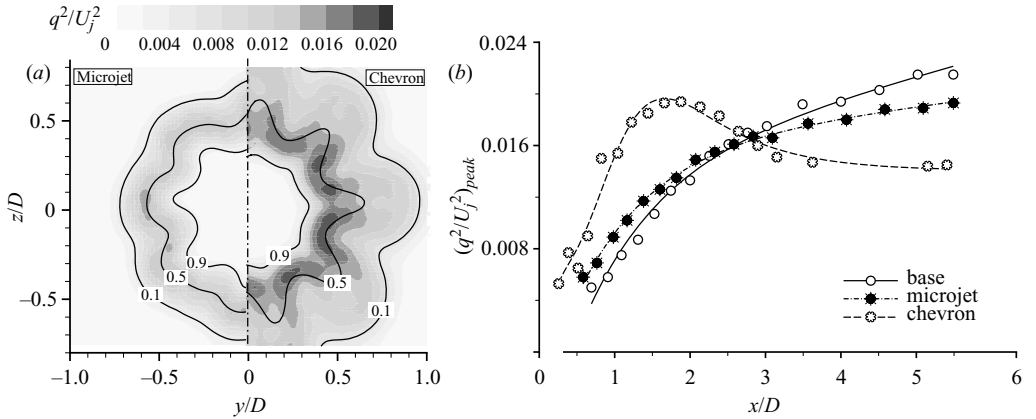 q²/U_j²
0 0.004 0.008 0.012 0.016 0.020
(a)
Microjet
Chevron
0.5
0
−0.5
z/D
0.9
0.5
0.1
0.9
0.5
0.1
−1.0 −0.5 0 0.5 1.0
y/D
(b)
0.024
0.016
0.008
(q²/U_j²)peak
base
microjet
chevron
0 1 2 3 4 5 6
x/D